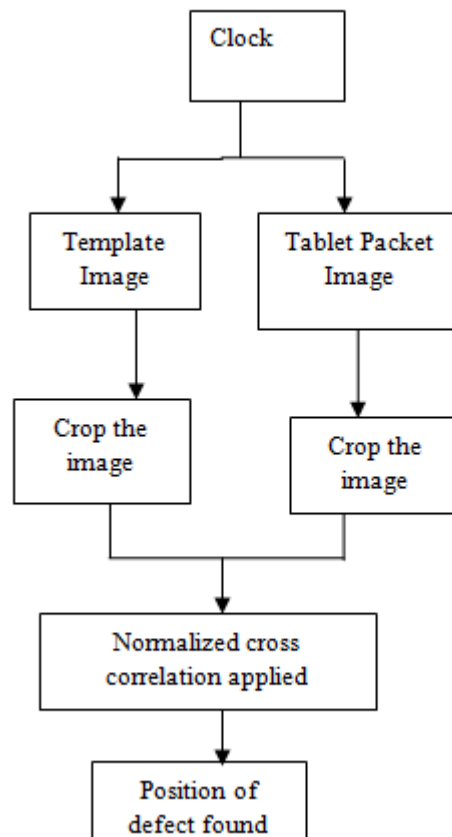 Clock
Template
Image
Tablet Packet
Image
Crop the
image
Crop the
image
Normalized cross
correlation applied
Position of
defect found